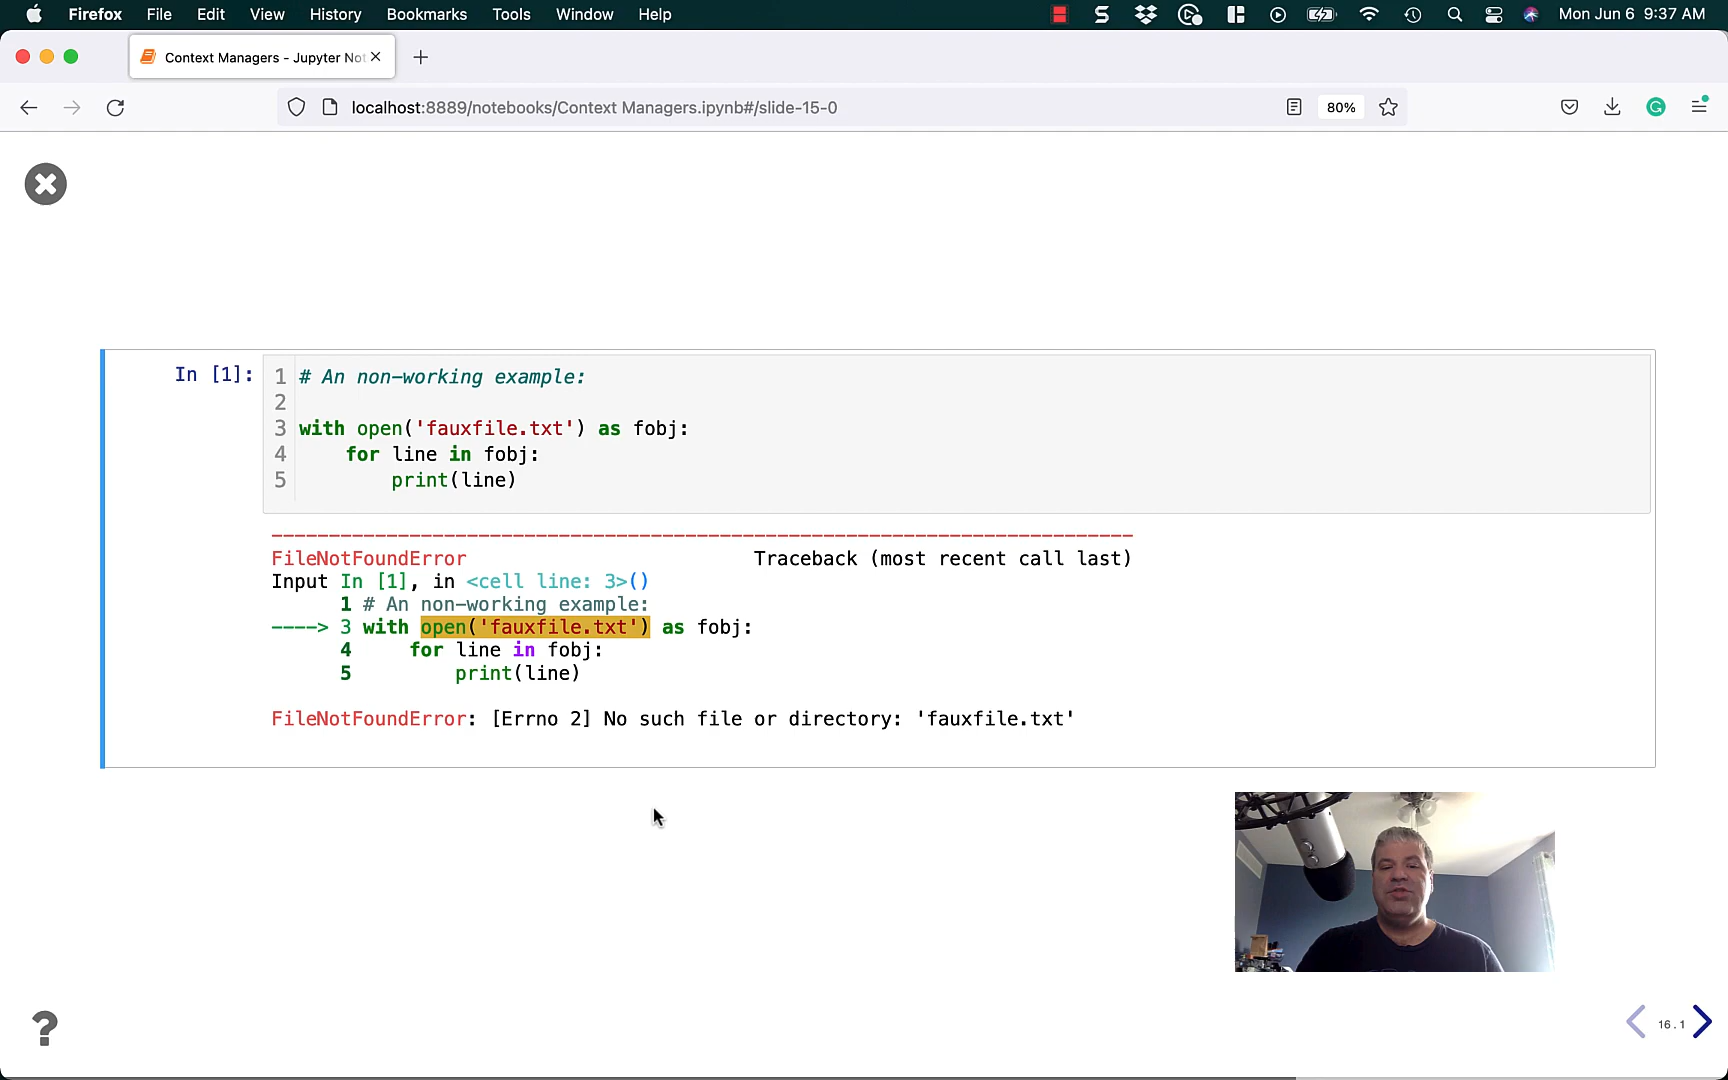 Firefox File Edit View History Bookmarks Tools Window Help Mon Jun 6 9:37 AM
Context Managers - Jupyter Not
localhost:8889/notebooks/Context Managers.ipynb#/slide-15-0 80%
In [1]:
1 # An non-working example:
2
3 with open('fauxfile.txt') as fobj:
4     for line in fobj:
5         print(line)
---------------------------------------------------------------------------
FileNotFoundError                         Traceback (most recent call last)
Input In [1], in <cell line: 3>()
      1 # An non-working example:
----> 3 with open('fauxfile.txt') as fobj:
      4     for line in fobj:
      5         print(line)
FileNotFoundError: [Errno 2] No such file or directory: 'fauxfile.txt'
?
16.1